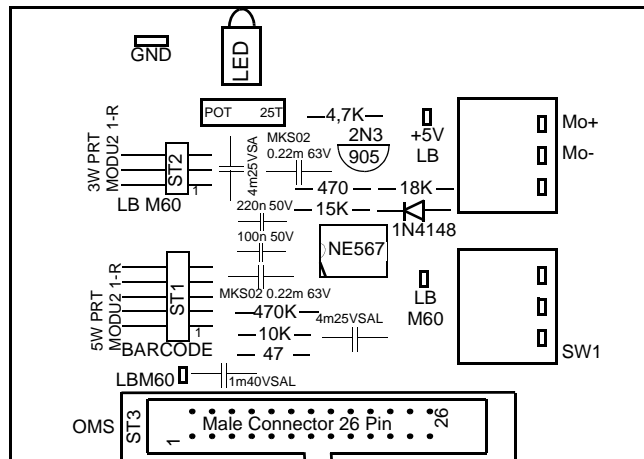 GND
LED
POT 25T
4,7K
2N3
905
+5V
LB
Mo+
Mo-
3W PRT
MODU2 1-R
ST2
1
LB M60
4m25VSA
MKS02
0.22m 63V
470
18K
220n 50V
15K
1N4148
100n 50V
NE567
5W PRT
MODU2 1-R
ST1
1
BARCODE
MKS02 0.22m 63V
470K
10K
47
4m25VSAL
LB
M60
SW1
LBM60
1m40VSAL
OMS
ST3
1
Male Connector 26 Pin
26